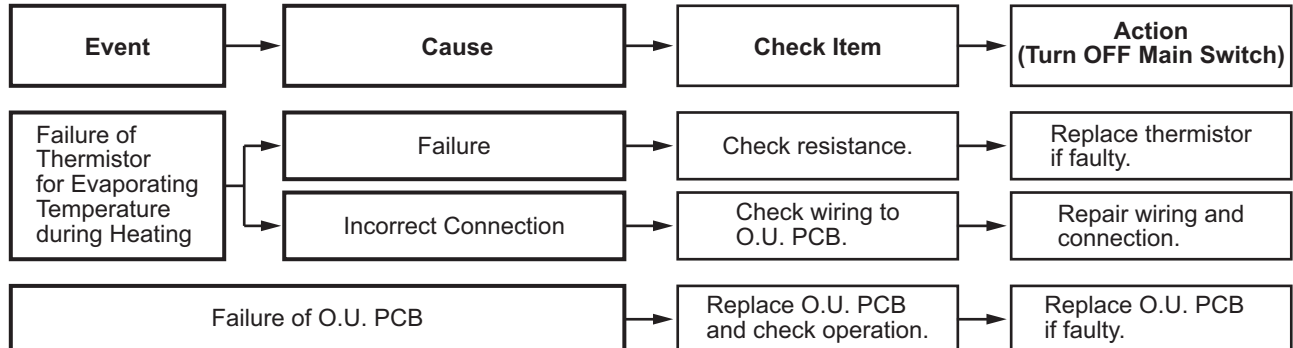 Event
Cause
Check Item
Action
(Turn OFF Main Switch)
Failure of
Thermistor
for Evaporating
Temperature
during Heating
Failure
Check resistance.
Replace thermistor
if faulty.
Incorrect Connection
Check wiring to
O.U. PCB.
Repair wiring and
connection.
Failure of O.U. PCB
Replace O.U. PCB
and check operation.
Replace O.U. PCB
if faulty.